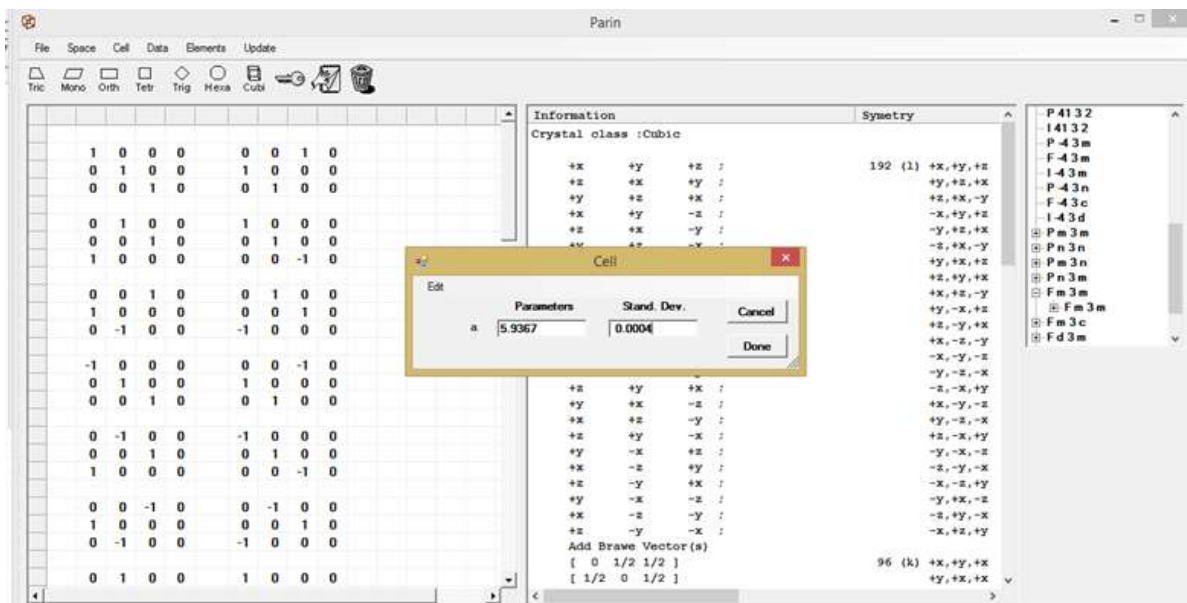 Parin
File Space Cell Data Elements Update
Tric Mono Orth Tetr Trig Hexa Cubi
1 0 0 0 0 0 1 0
0 1 0 0 1 0 0 0
0 0 1 0 0 1 0 0
0 1 0 0 1 0 0 0
0 0 1 0 0 1 0 0
1 0 0 0 0 0 -1 0
0 0 1 0 0 1 0 0
1 0 0 0 0 0 1 0
0 -1 0 0 -1 0 0 0
-1 0 0 0 0 0 -1 0
0 1 0 0 1 0 0 0
0 0 1 0 0 1 0 0
0 -1 0 0 -1 0 0 0
0 0 1 0 0 1 0 0
1 0 0 0 0 0 -1 0
0 0 -1 0 0 -1 0 0
1 0 0 0 0 0 1 0
0 -1 0 0 -1 0 0 0
0 1 0 0 1 0 0 0
Information Symetry
Crystal class :Cubic
+x +y +z ; 192 (l) +x,+y,+z
+z +x +y ; +y,+z,+x
+y +z +x ; +z,+x,-y
+x +y -z ; -x,+y,+z
+z +x -y ; -y,+z,+x
+y +z -x ; -z,+x,-y
+y,+x,+z
+z,+y,+x
+x,+z,-y
+y,-x,+z
+z,-y,+x
+x,-z,-y
-x,-y,-z
-y,-z,-x
+z +y +x ; -z,-x,+y
+y +x -z ; +x,-y,-z
+x +z -y ; +y,-z,-x
+z +y -x ; +z,-x,+y
+y -x +z ; -y,-x,-z
+x -z +y ; -z,-y,-x
+z -y +x ; -x,-z,+y
+y -x -z ; -y,+x,-z
+x -z -y ; -z,+y,-x
+z -y -x ; -x,+z,+y
Add Brawe Vector(s)
[ 0 1/2 1/2 ] 96 (k) +x,+y,+x
[ 1/2 0 1/2 ] +y,+x,+x
Cell
Edit
Parameters Stand. Dev.
a 5.9367 0.0004
Cancel
Done
P 41 3 2
I 41 3 2
P -4 3 m
F -4 3 m
I -4 3 m
P -4 3 n
F -4 3 c
I -4 3 d
P m 3 m
P n 3 n
P m 3 n
P n 3 m
F m 3 m
F m 3 m
F m 3 c
F d 3 m